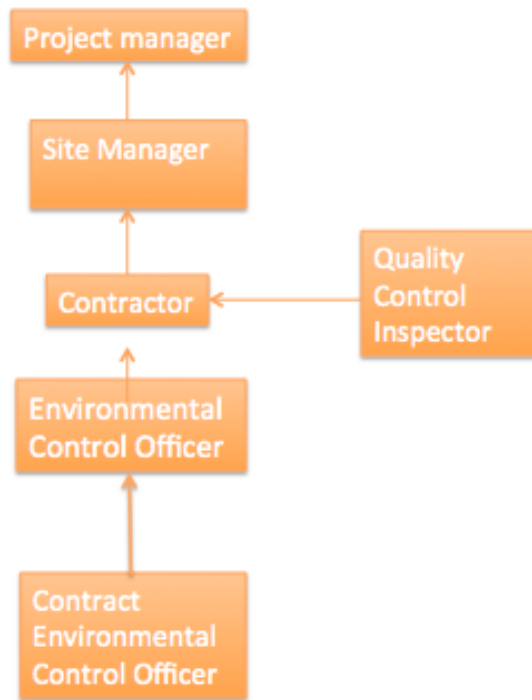 Project manager
Site Manager
Contractor
Quality
Control
Inspector
Environmental
Control Officer
Contract
Environmental
Control Officer